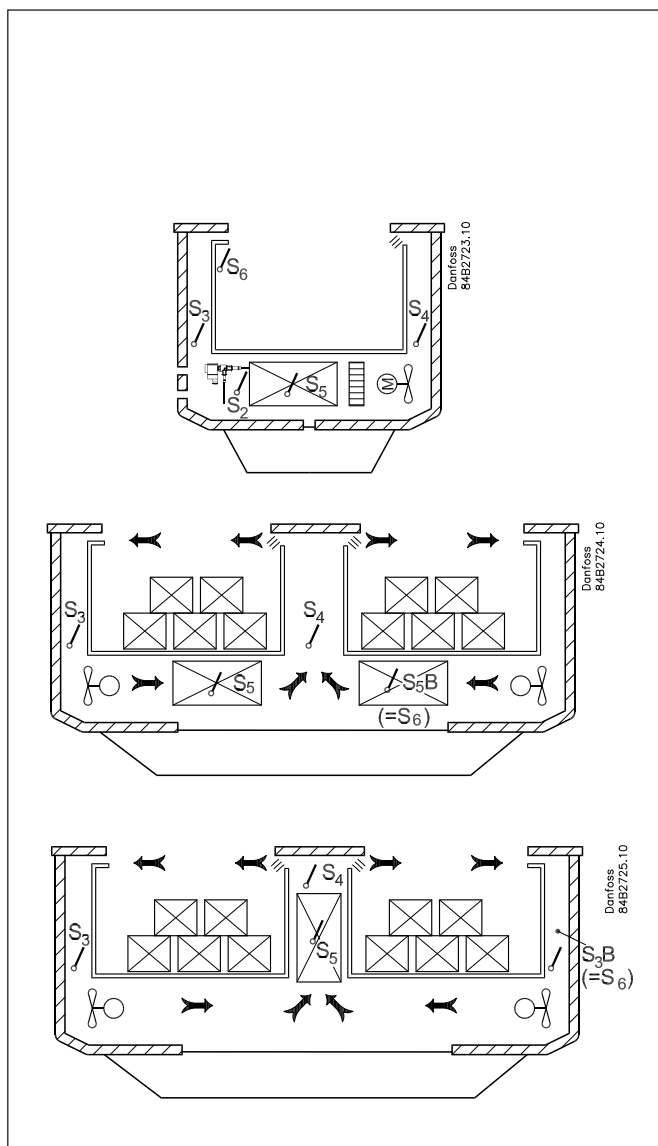 S6
S3
S4
M
S5
S2
Danfoss
84B2723.10
S3
S4
S5
S5B
(=S6)
Danfoss
84B2724.10
S4
S3
S5
S3B
(=S6)
Danfoss
84B2725.10